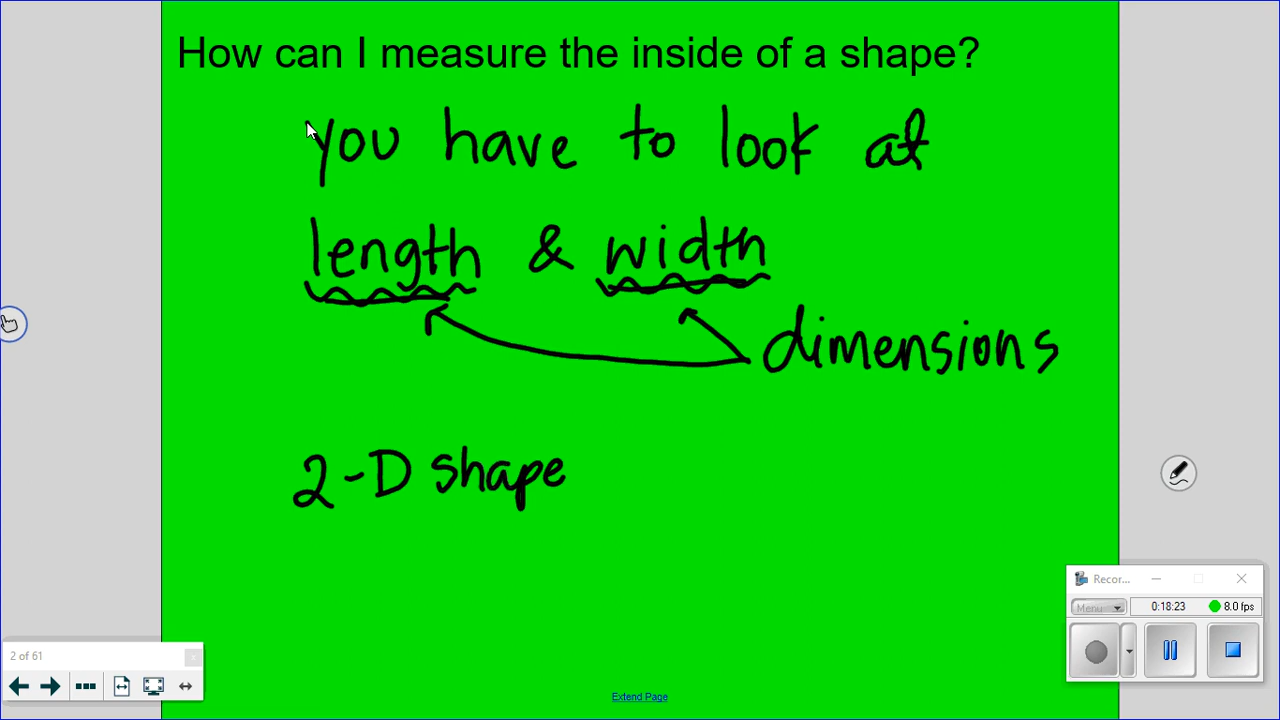 How can I measure the inside of a shape?
you have to look at
length & width
dimensions
2-D shape
Recor...
Menu
0:18:23
8.0 fps
2 of 61
Extend Page